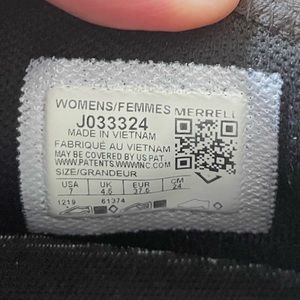 WOMENS/FEMMES MERRELL
J033324
MADE IN VIETNAM
FABRIQUÉ AU VIETNAM
MAY BE COVERED BY US PAT.
WWW.PATENTS.WWWINC.COM
SIZE/GRANDEUR
USA UK EUR CM
7 4.5 37.5 24
1219 61374